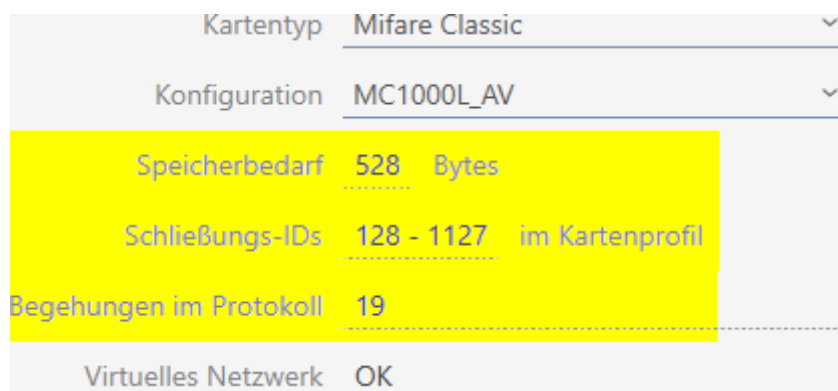 Kartentyp Mifare Classic
Konfiguration MC1000L_AV
Speicherbedarf 528 Bytes
Schließungs-IDs 128 - 1127 im Kartenprofil
Begehungen im Protokoll 19
Virtuelles Netzwerk OK